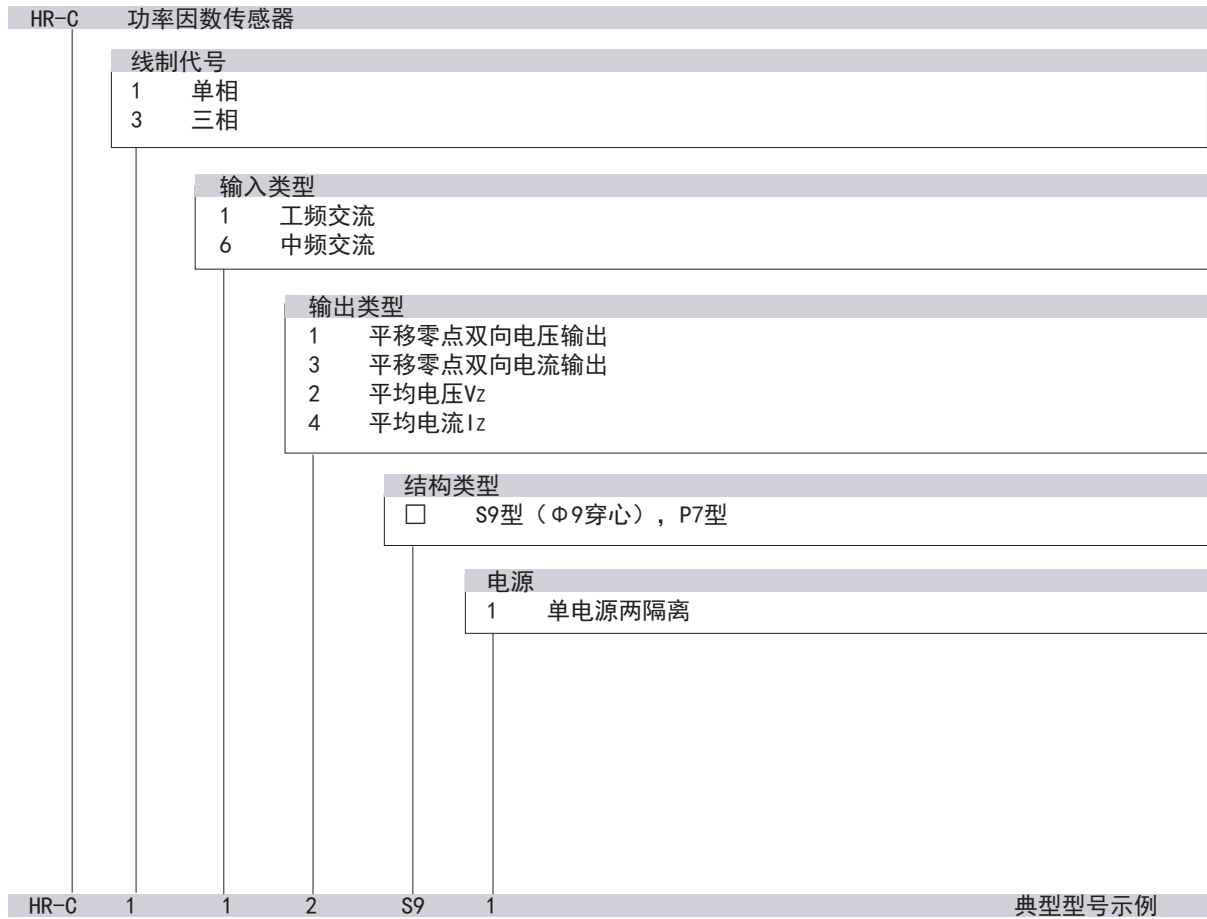 HR-C 功率因数传感器
线制代号
1 单相
3 三相
输入类型
1 工频交流
6 中频交流
输出类型
1 平移零点双向电压输出
3 平移零点双向电流输出
2 平均电压Vz
4 平均电流Iz
结构类型
□ S9型（Φ9穿心），P7型
电源
1 单电源两隔离
HR-C 1 1 2 S9 1 典型型号示例